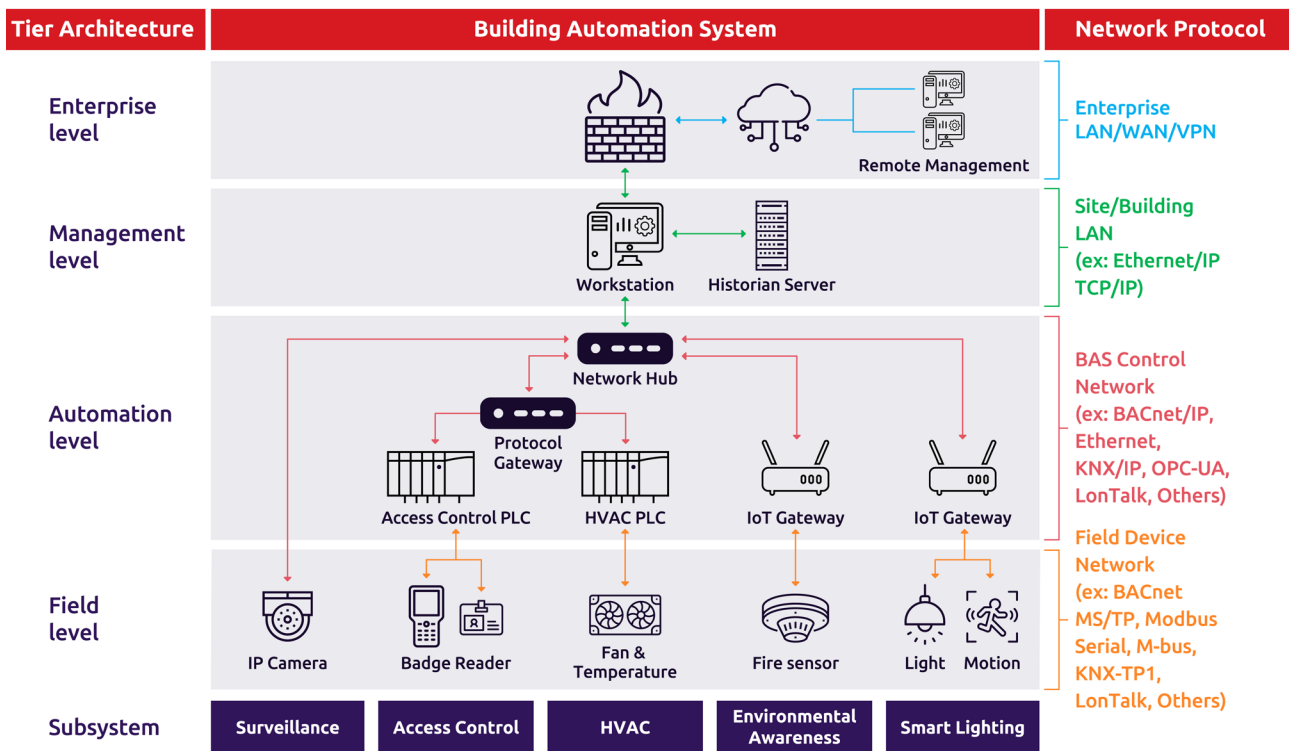 Tier Architecture
Building Automation System
Network Protocol
Enterprise
level
Remote Management
Enterprise
LAN/WAN/VPN
Management
level
Workstation
Historian Server
Site/Building
LAN
(ex: Ethernet/IP
TCP/IP)
Automation
level
Network Hub
Protocol
Gateway
Access Control PLC
HVAC PLC
IoT Gateway
IoT Gateway
BAS Control
Network
(ex: BACnet/IP,
Ethernet,
KNX/IP, OPC-UA,
LonTalk, Others)
Field
level
IP Camera
Badge Reader
Fan &
Temperature
Fire sensor
Light
Motion
Field Device
Network
(ex: BACnet
MS/TP, Modbus
Serial, M-bus,
KNX-TP1,
LonTalk, Others)
Subsystem
Surveillance
Access Control
HVAC
Environmental
Awareness
Smart Lighting